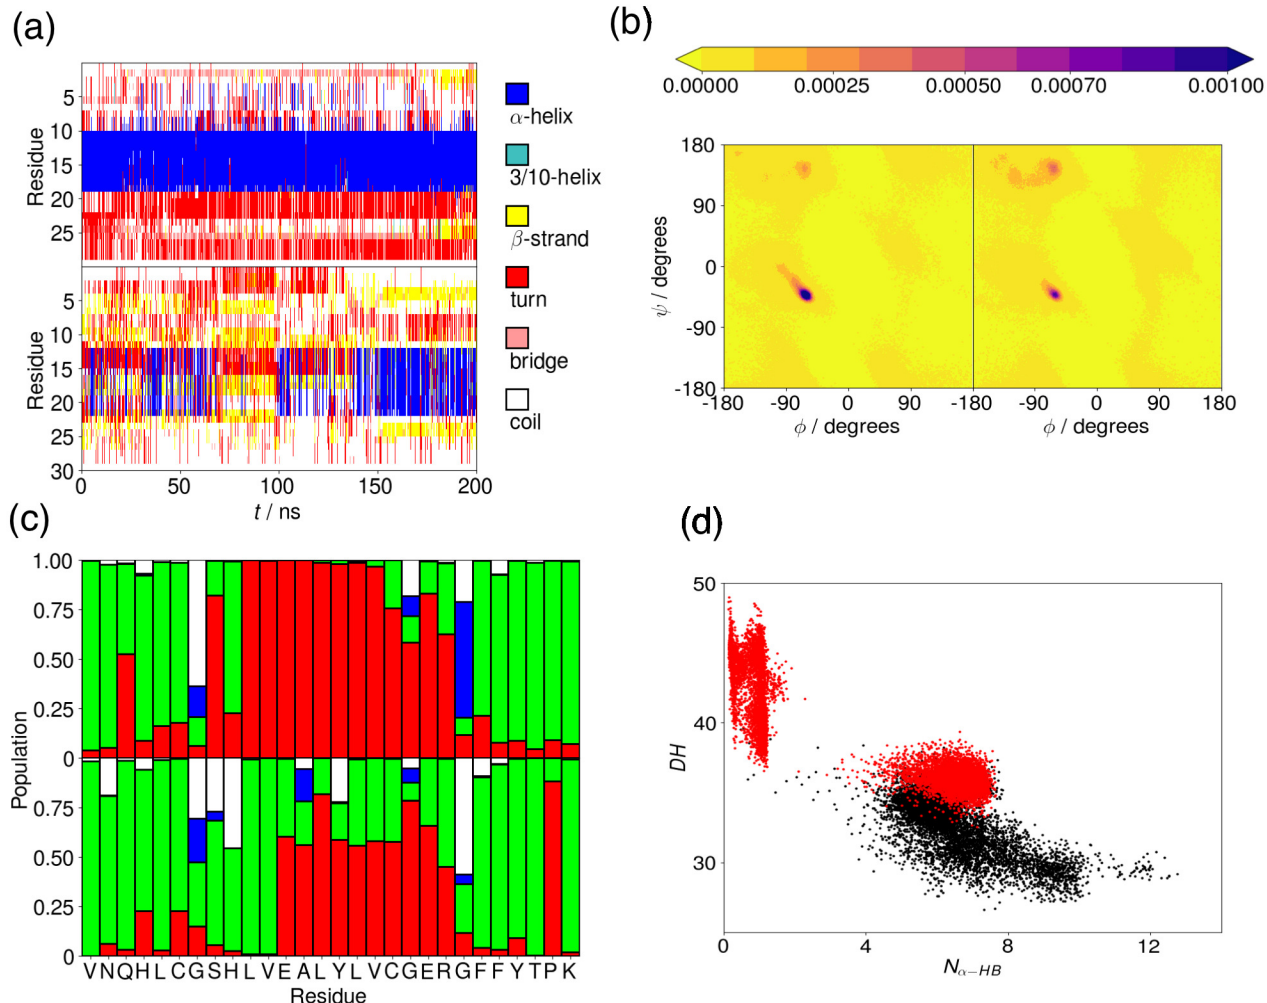 (a)
5
10
15
20
25
Residue
5
10
15
20
25
30
Residue
0 50 100 150 200
t / ns
α-helix
3/10-helix
β-strand
turn
bridge
coil
(b)
0.00000 0.00025 0.00050 0.00070 0.00100
180
90
0
-90
-180
ψ / degrees
-180 -90 0 90 -180 -90 0 90 180
ϕ / degrees ϕ / degrees
(c)
1.00
0.75
0.50
0.25
0
0.75
0.50
0.25
0
Population
V N Q H L C G S H L V E A L Y L V C G E R G F F Y T P K
Residue
(d)
50
40
30
DH
0 4 8 12
Nα−HB